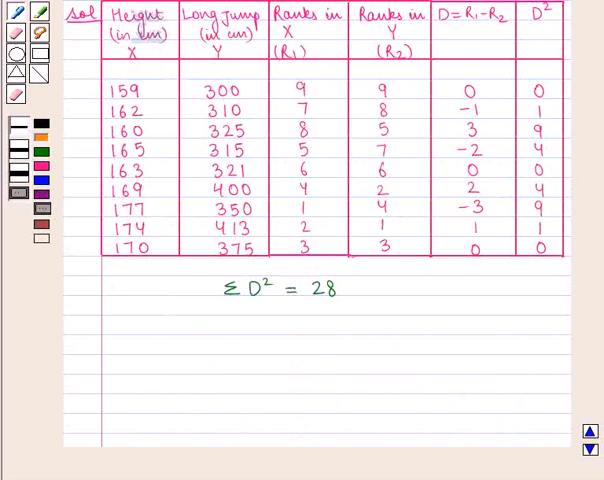 Sol Height Long Jump Ranks in Ranks in D=R1-R2 D²
(in cm) (in cm) X Y
X Y (R1) (R2)
159 300 9 9 0 0
162 310 7 8 -1 1
160 325 8 5 3 9
165 315 5 7 -2 4
163 321 6 6 0 0
169 400 4 2 2 4
177 350 1 4 -3 9
174 413 2 1 1 1
170 375 3 3 0 0
Σ D² = 28